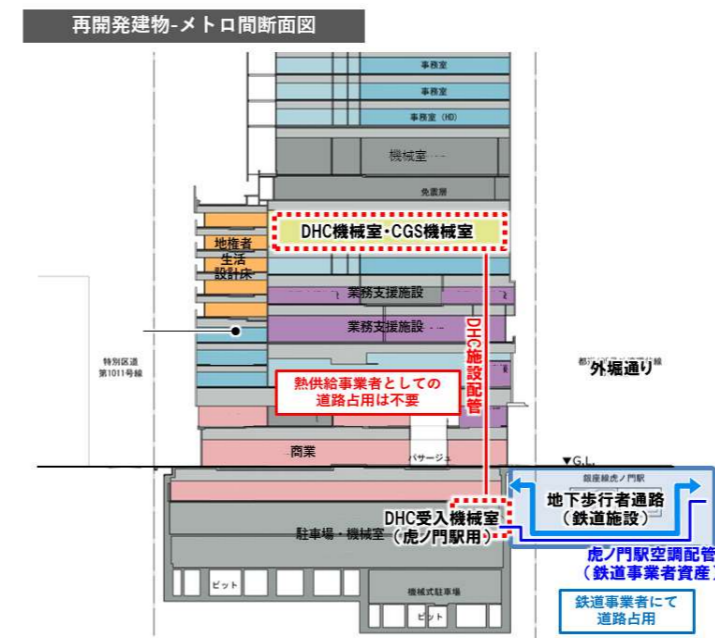 再開発建物-メトロ間断面図
事務室
事務室
事務室 (HD)
機械室
免震層
DHC機械室・CGS機械室
地権者
生活
設計床
業務支援施設
業務支援施設
DHC施設配管
特別区道
第1011号線
外堀通り
熱供給事業者としての
道路占用は不要
商業
パサージュ
▼G.L.
銀座線虎ノ門駅
地下歩行者通路
(鉄道施設)
DHC受入機械室
(虎ノ門駅用)
駐車場・機械室
虎ノ門駅空調配管
(鉄道事業者資産)
ピット
機械式駐車場
ピット
鉄道事業者にて
道路占用